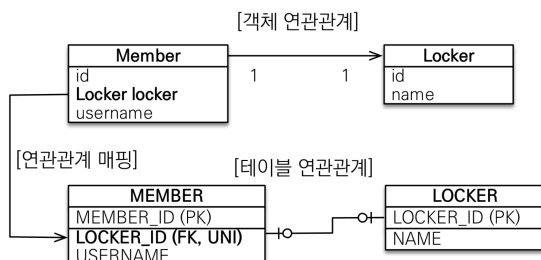 [객체 연관관계]
Member
id
Locker locker
username
1
1
Locker
id
name
[연관관계 매핑]
[테이블 연관관계]
MEMBER
MEMBER_ID (PK)
LOCKER_ID (FK, UNI)
USERNAME
LOCKER
LOCKER_ID (PK)
NAME